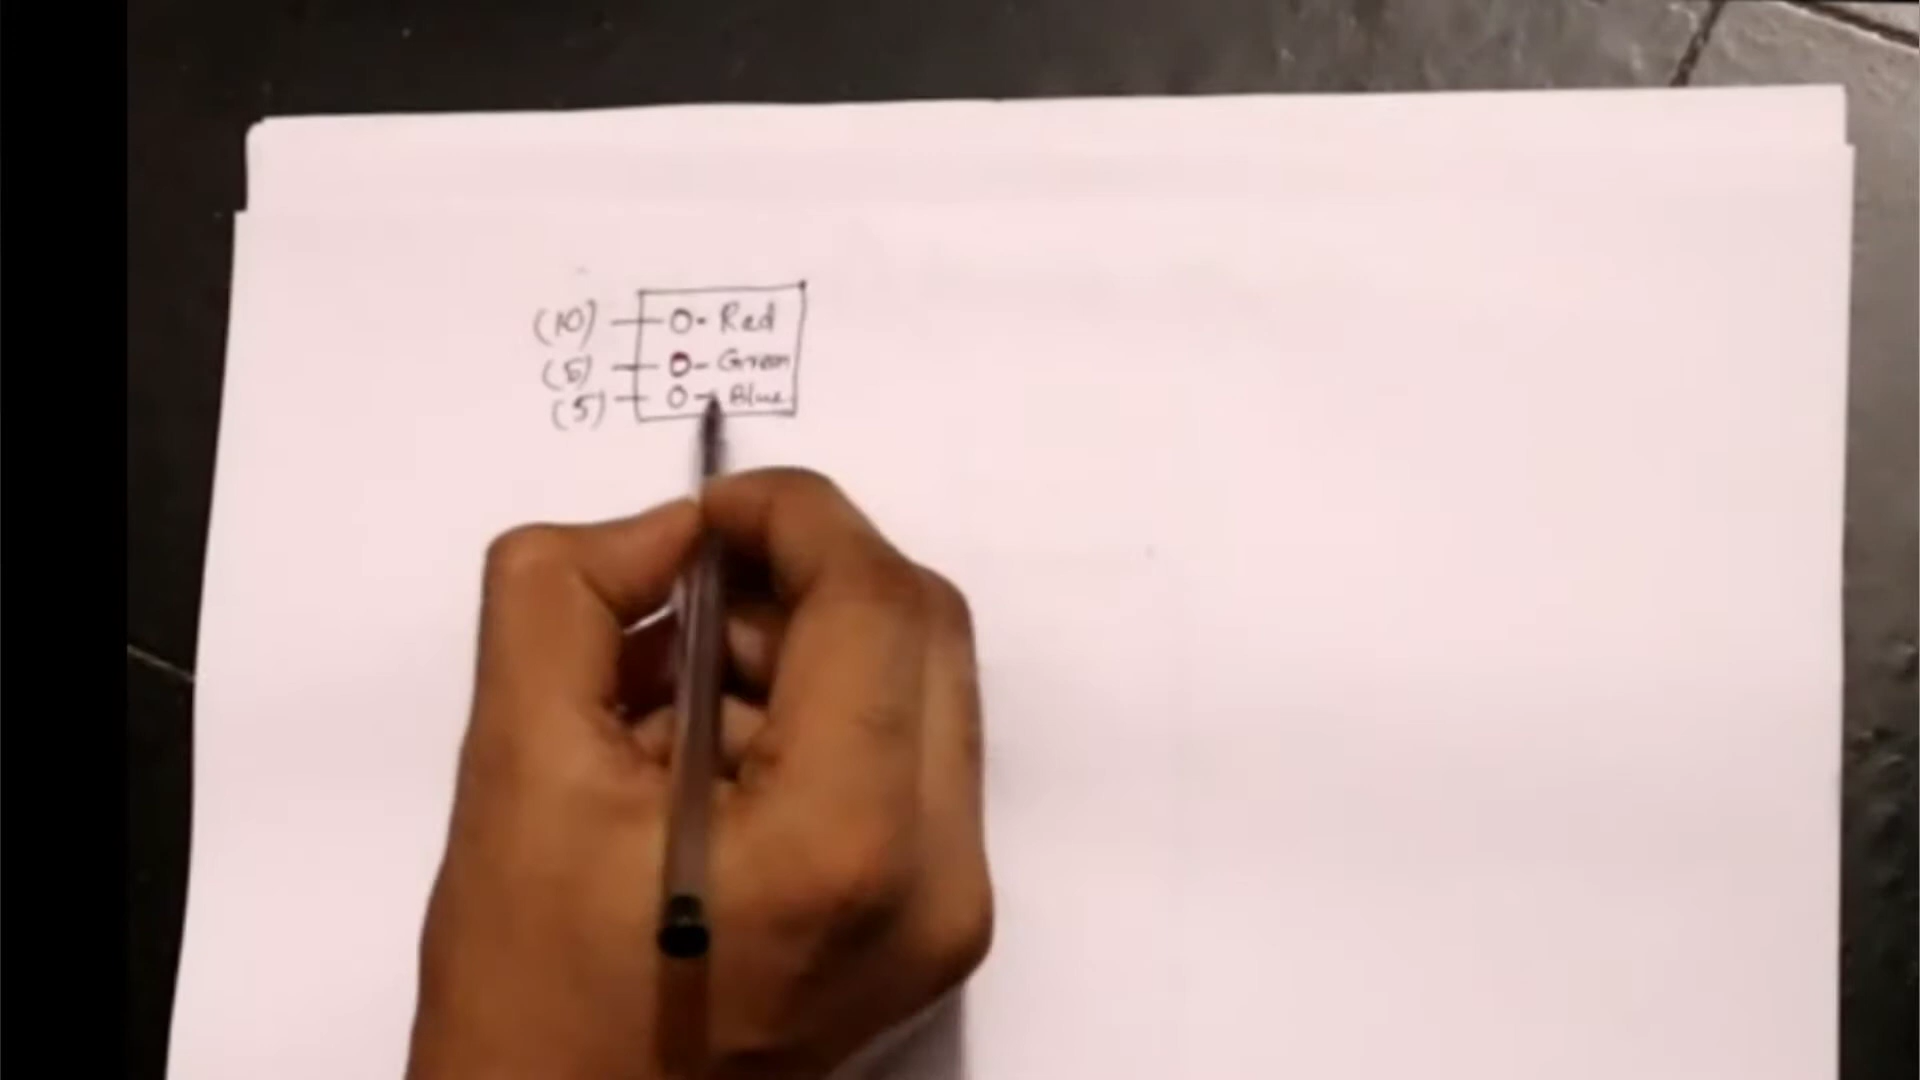 (10) — O - Red
(5) — O - Green
(5) — O - Blue